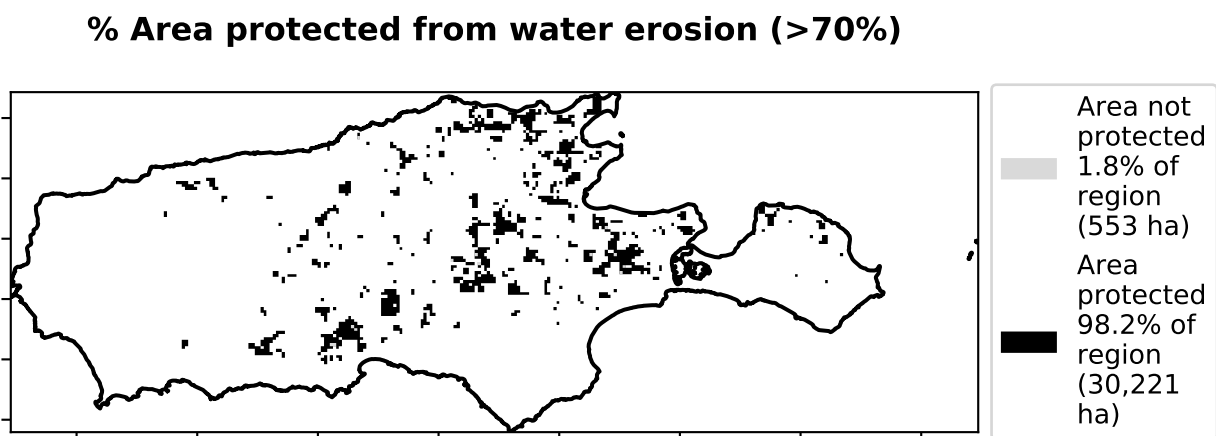 % Area protected from water erosion (>70%)
Area not
protected
1.8% of
region
(553 ha)
Area
protected
98.2% of
region
(30,221
ha)